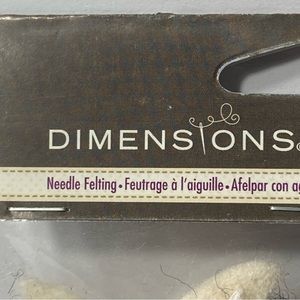 DIMENSIONS
Needle Felting • Feutrage à l'aiguille • Afelpar con